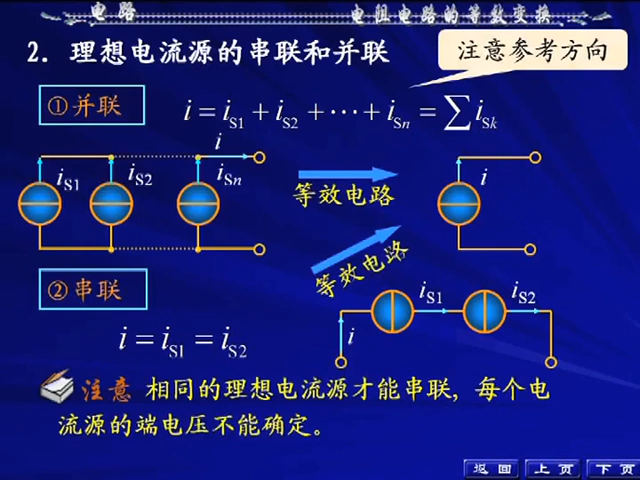 电路
电阻电路的等效变换
2. 理想电流源的串联和并联
注意参考方向
①并联
i = iS1 + iS2 + ⋯ + iSn = ∑ iSk
iS1
iS2
iSn
i
等效电路
i
②串联
等效电路
i = iS1 = iS2
i
iS1
iS2
注意 相同的理想电流源才能串联, 每个电
流源的端电压不能确定。
返回 上页 下页